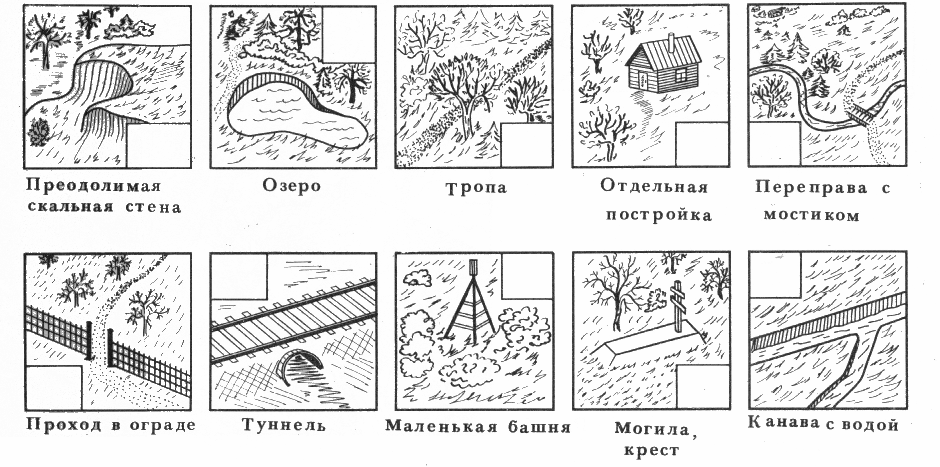 Преодолимая
скальная стена
Озеро
Тропа
Отдельная
постройка
Переправа с
мостиком
Проход в ограде
Туннель
Маленькая башня
Могила,
крест
Канава с водой